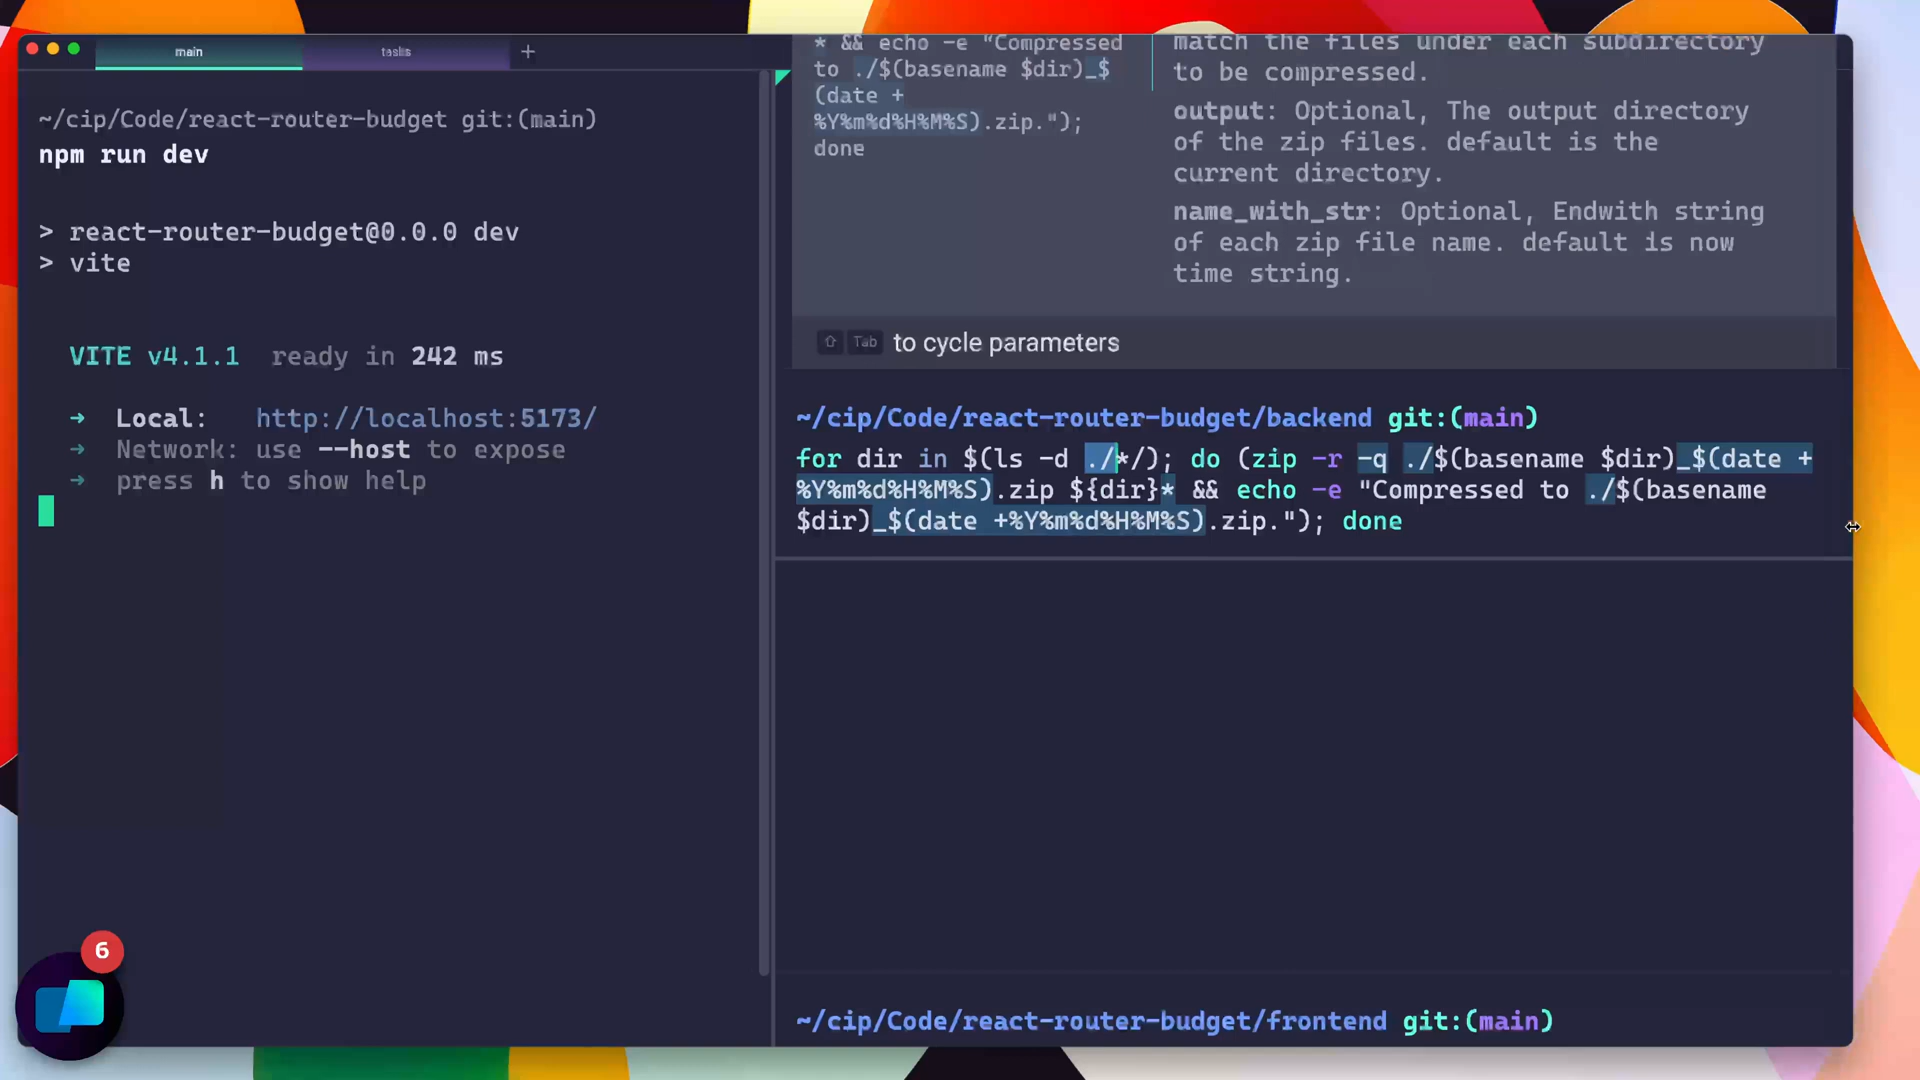 main
tasks
+
~/cip/Code/react-router-budget git:(main)
npm run dev
> react-router-budget@0.0.0 dev
> vite
VITE v4.1.1 ready in 242 ms
➜ Local: http://localhost:5173/
➜ Network: use --host to expose
➜ press h to show help
* && echo -e "Compressed
to ./$(basename $dir)_$
(date +
%Y%m%d%H%M%S).zip.");
done
match the files under each subdirectory
to be compressed.
output: Optional, The output directory
of the zip files. default is the
current directory.
name_with_str: Optional, Endwith string
of each zip file name. default is now
time string.
⇧ Tab to cycle parameters
~/cip/Code/react-router-budget/backend git:(main)
for dir in $(ls -d ./*/); do (zip -r -q ./$(basename $dir)_$(date +
%Y%m%d%H%M%S).zip ${dir}* && echo -e "Compressed to ./$(basename
$dir)_$(date +%Y%m%d%H%M%S).zip."); done
~/cip/Code/react-router-budget/frontend git:(main)
6